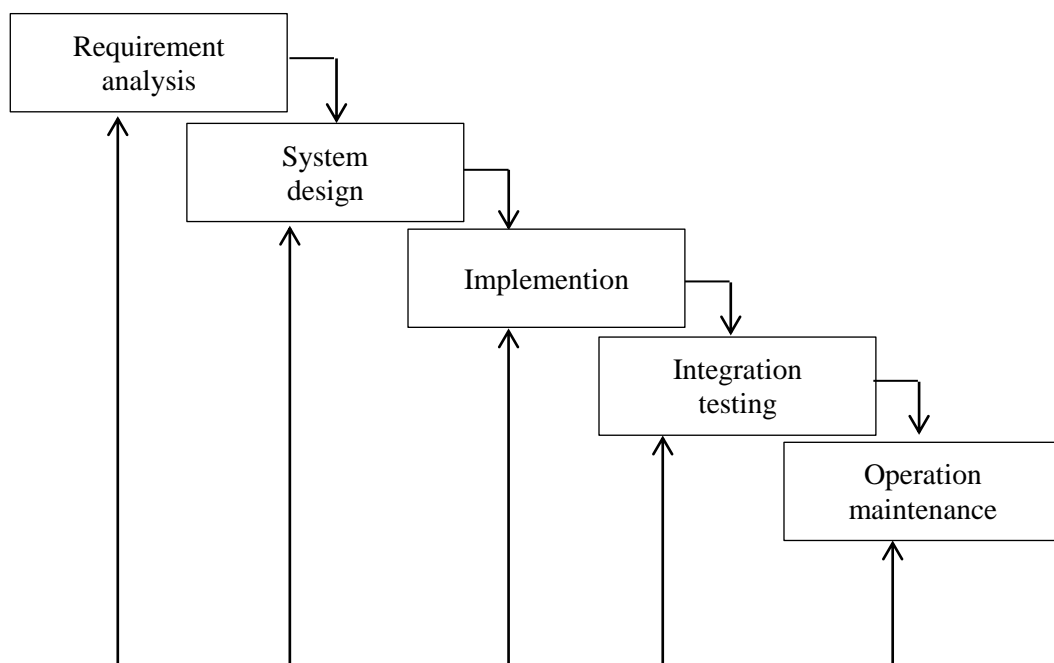 Requirement
analysis
System
design
Implemention
Integration
testing
Operation
maintenance